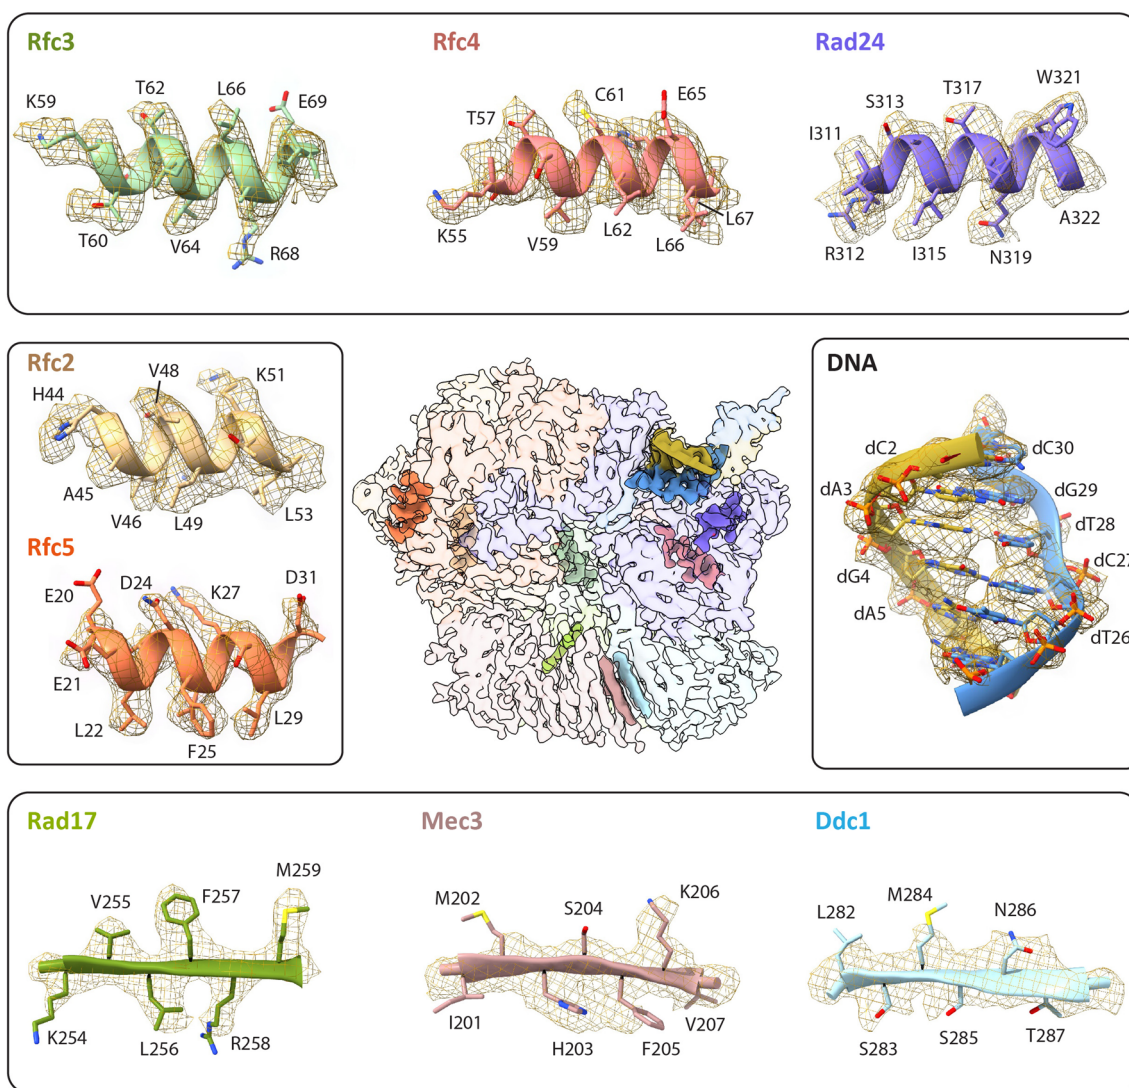 Rfc3
K59
T62
L66
E69
T60
V64
R68
Rfc4
T57
C61
E65
K55
V59
L62
L66
L67
Rad24
I311
S313
T317
W321
R312
I315
N319
A322
Rfc2
H44
V48
K51
A45
V46
L49
L53
Rfc5
E20
D24
K27
D31
E21
L22
F25
L29
DNA
dC2
dC30
dA3
dG29
dT28
dG4
dC27
dA5
dT26
Rad17
V255
F257
M259
K254
L256
R258
Mec3
M202
S204
K206
I201
H203
F205
V207
Ddc1
L282
M284
N286
S283
S285
T287